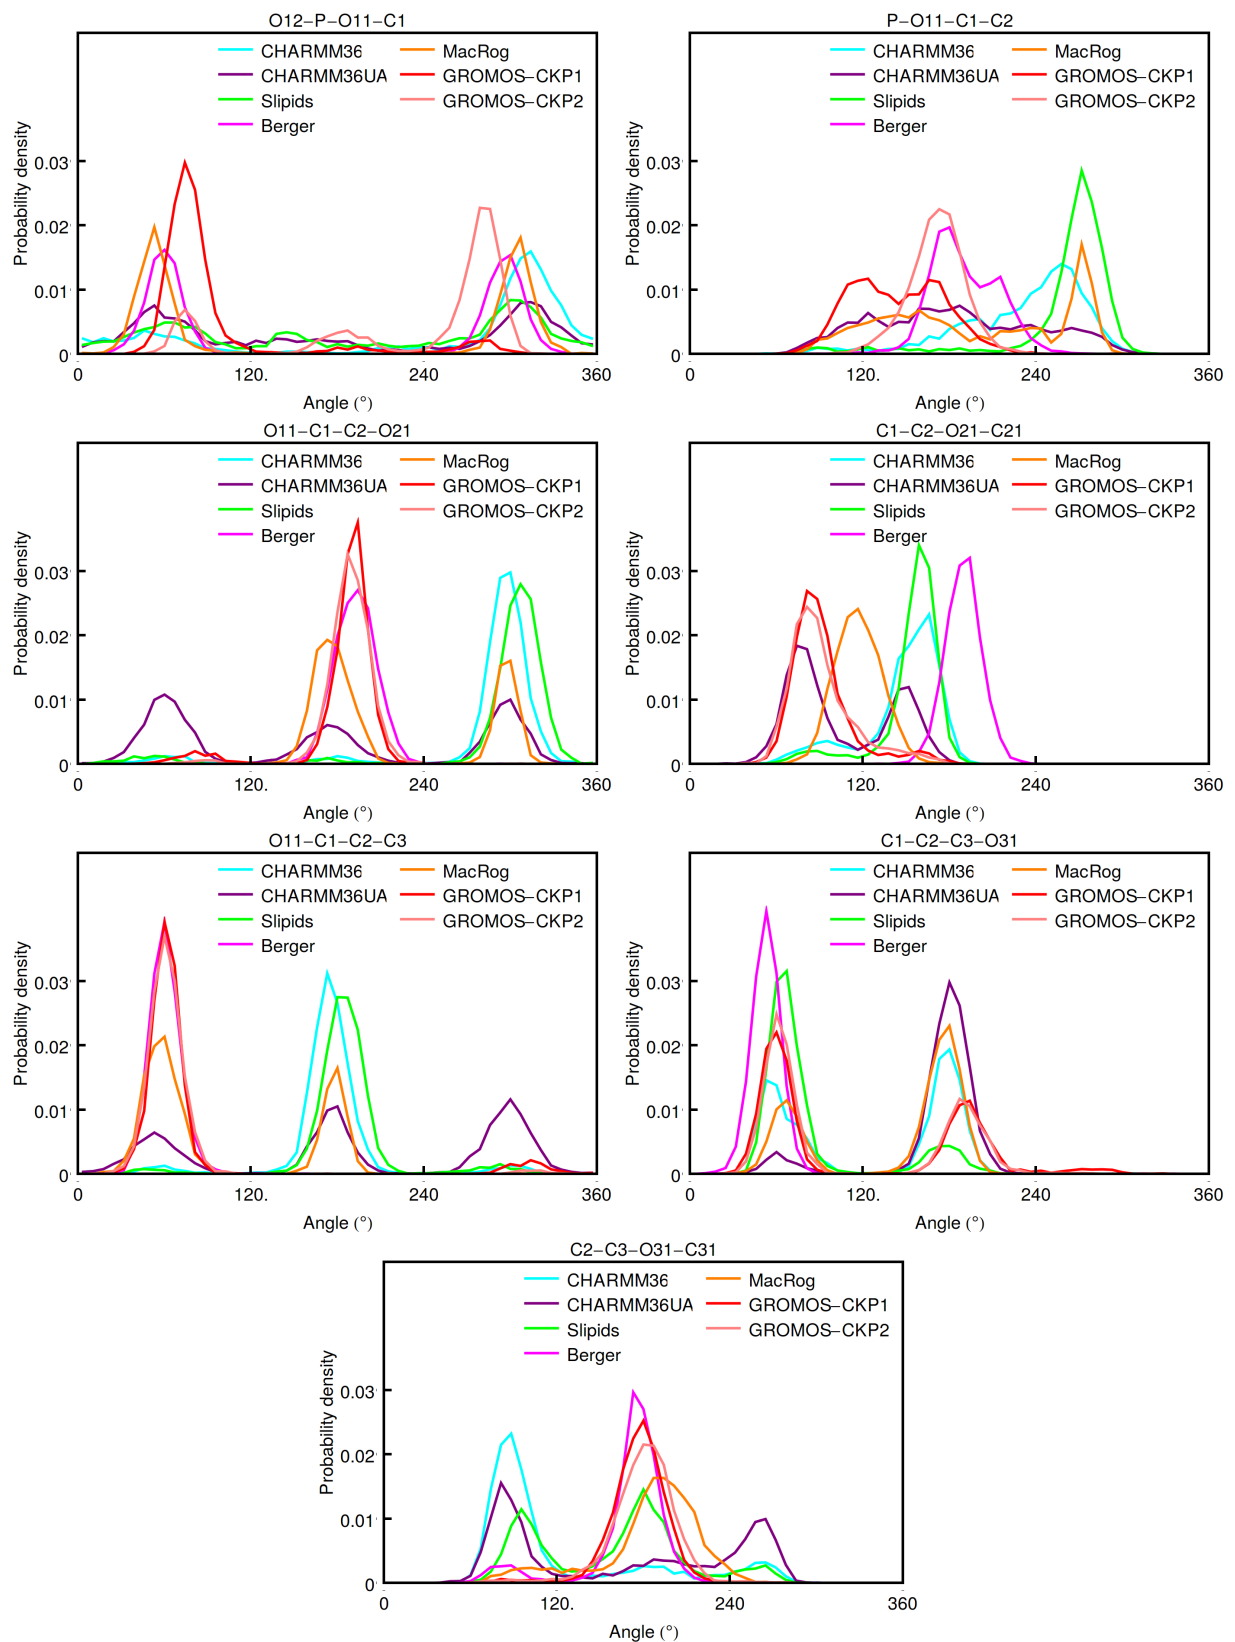 O12−P−O11−C1
CHARMM36 MacRog
CHARMM36UA GROMOS−CKP1
Slipids GROMOS−CKP2
Berger
Probability density
0.03
0.02
0.01
0
0 120. 240 360
Angle (°)
P−O11−C1−C2
CHARMM36 MacRog
CHARMM36UA GROMOS−CKP1
Slipids GROMOS−CKP2
Berger
Probability density
0.03
0.02
0.01
0
0 120. 240 360
Angle (°)
O11−C1−C2−O21
CHARMM36 MacRog
CHARMM36UA GROMOS−CKP1
Slipids GROMOS−CKP2
Berger
Probability density
0.03
0.02
0.01
0
0 120. 240 360
Angle (°)
C1−C2−O21−C21
CHARMM36 MacRog
CHARMM36UA GROMOS−CKP1
Slipids GROMOS−CKP2
Berger
Probability density
0.03
0.02
0.01
0
0 120. 240 360
Angle (°)
O11−C1−C2−C3
CHARMM36 MacRog
CHARMM36UA GROMOS−CKP1
Slipids GROMOS−CKP2
Berger
Probability density
0.03
0.02
0.01
0
0 120. 240 360
Angle (°)
C1−C2−C3−O31
CHARMM36 MacRog
CHARMM36UA GROMOS−CKP1
Slipids GROMOS−CKP2
Berger
Probability density
0.03
0.02
0.01
0
0 120. 240 360
Angle (°)
C2−C3−O31−C31
CHARMM36 MacRog
CHARMM36UA GROMOS−CKP1
Slipids GROMOS−CKP2
Berger
Probability density
0.03
0.02
0.01
0
0 120. 240 360
Angle (°)